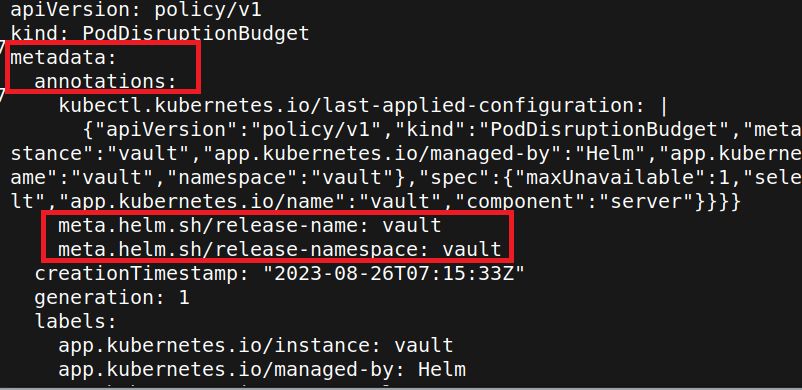 apiVersion: policy/v1
kind: PodDisruptionBudget
metadata:
  annotations:
    kubectl.kubernetes.io/last-applied-configuration: |
      {"apiVersion":"policy/v1","kind":"PodDisruptionBudget","meta
stance":"vault","app.kubernetes.io/managed-by":"Helm","app.kuberne
ame":"vault","namespace":"vault"},"spec":{"maxUnavailable":1,"sele
lt","app.kubernetes.io/name":"vault","component":"server"}}}}
    meta.helm.sh/release-name: vault
    meta.helm.sh/release-namespace: vault
  creationTimestamp: "2023-08-26T07:15:33Z"
  generation: 1
  labels:
    app.kubernetes.io/instance: vault
    app.kubernetes.io/managed-by: Helm